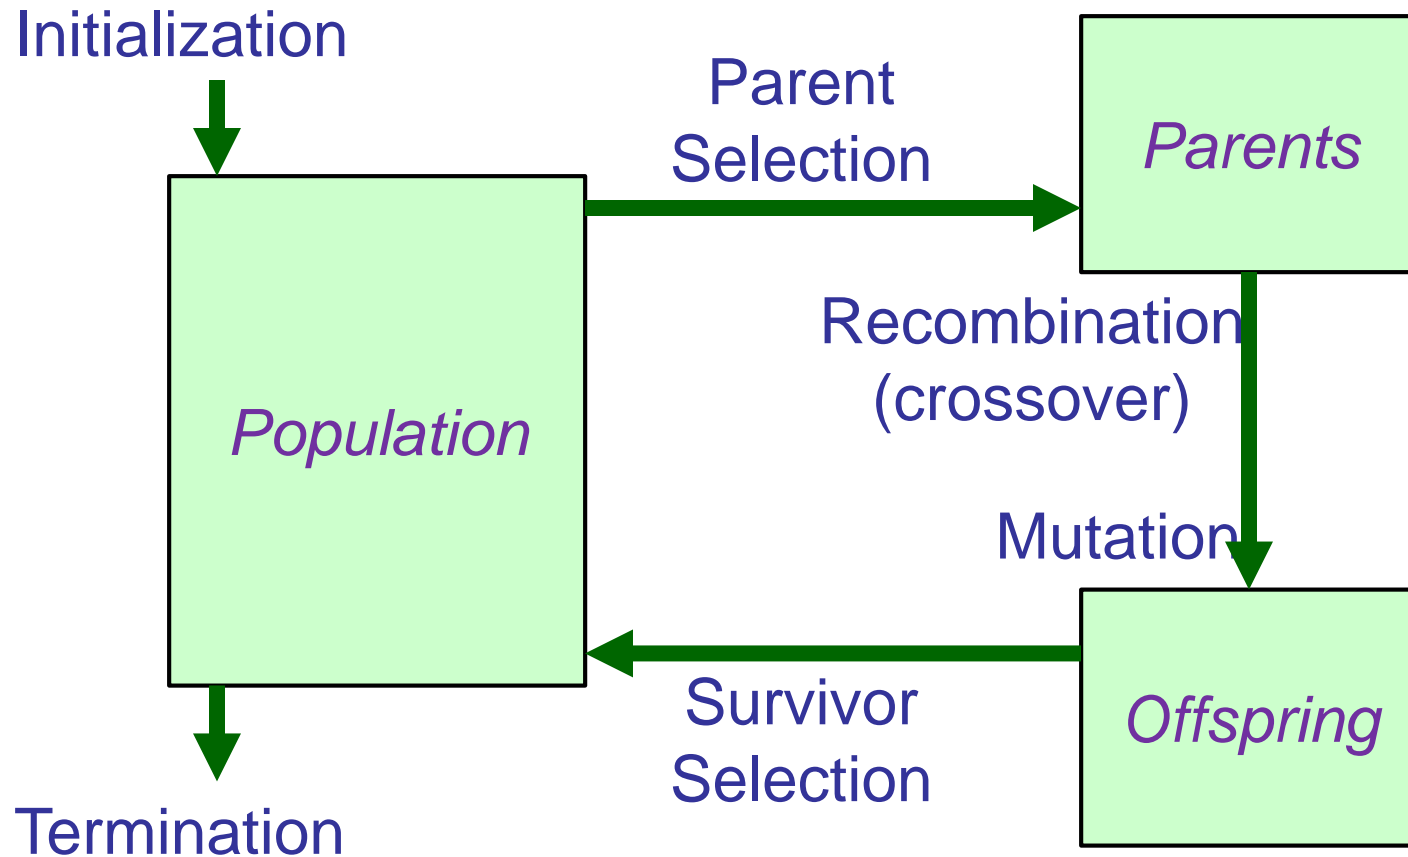 Initialization
Parent
Selection
Parents
Recombination
(crossover)
Population
Mutation
Survivor
Selection
Offspring
Termination